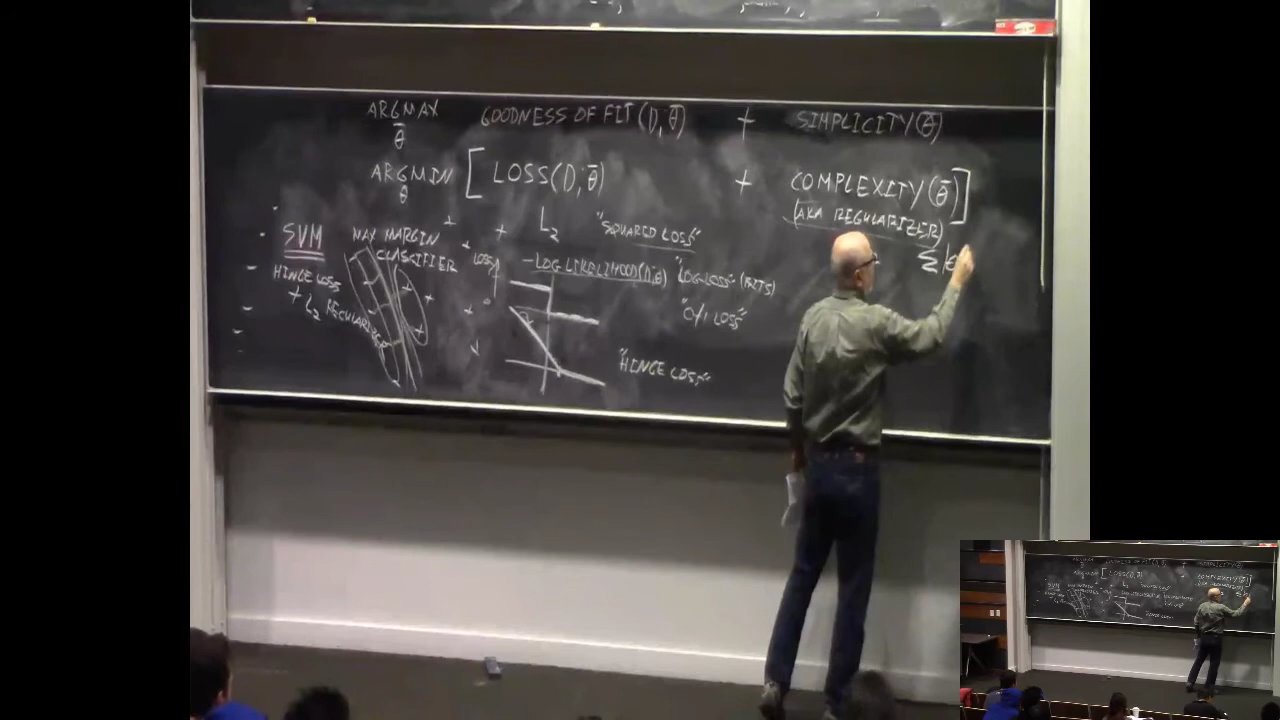 ARGMAX θ̄ GOODNESS OF FIT (D, θ̄) + SIMPLICITY (θ̄)
ARGMIN θ [ LOSS (D, θ̄) + COMPLEXITY (θ̄) ]
(AKA REGULARIZER)
L₂ "SQUARED LOSS"
SVM MAX MARGIN
CLASSIFIER
LOSS
-LOG LIKELIHOOD (D; θ) "LOG LOSS" (BITS)
Σ
HINGE LOSS
+ L₂ REGULARIZER
"0/1 LOSS"
"HINGE LOSS"